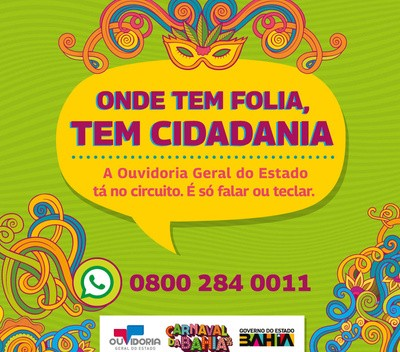 ONDE TEM FOLIA,
TEM CIDADANIA
A Ouvidoria Geral do Estado
tá no circuito. É só falar ou teclar.
0800 284 0011
OUVIDORIA
GERAL DO ESTADO
CARNAVAL
DA BAHIA
GOVERNO DO ESTADO
BAHIA